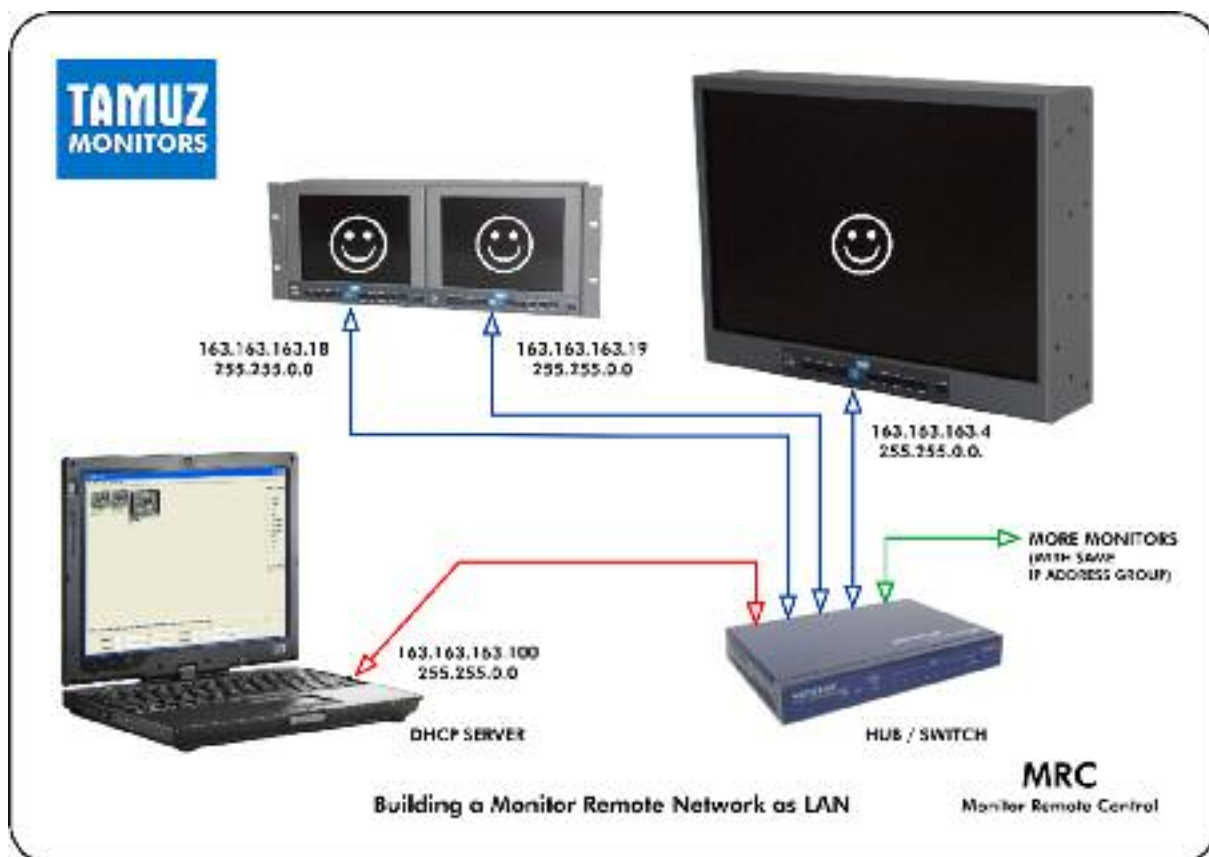 TAMUZ
MONITORS
163.163.163.18
255.255.0.0
163.163.163.19
255.255.0.0
163.163.163.4
255.255.0.0.
MORE MONITORS
(WITH SAME
IP ADDRESS GROUP)
163.163.163.100
255.255.0.0
DHCP SERVER
HUB / SWITCH
Building a Monitor Remote Network as LAN
MRC
Monitor Remote Control